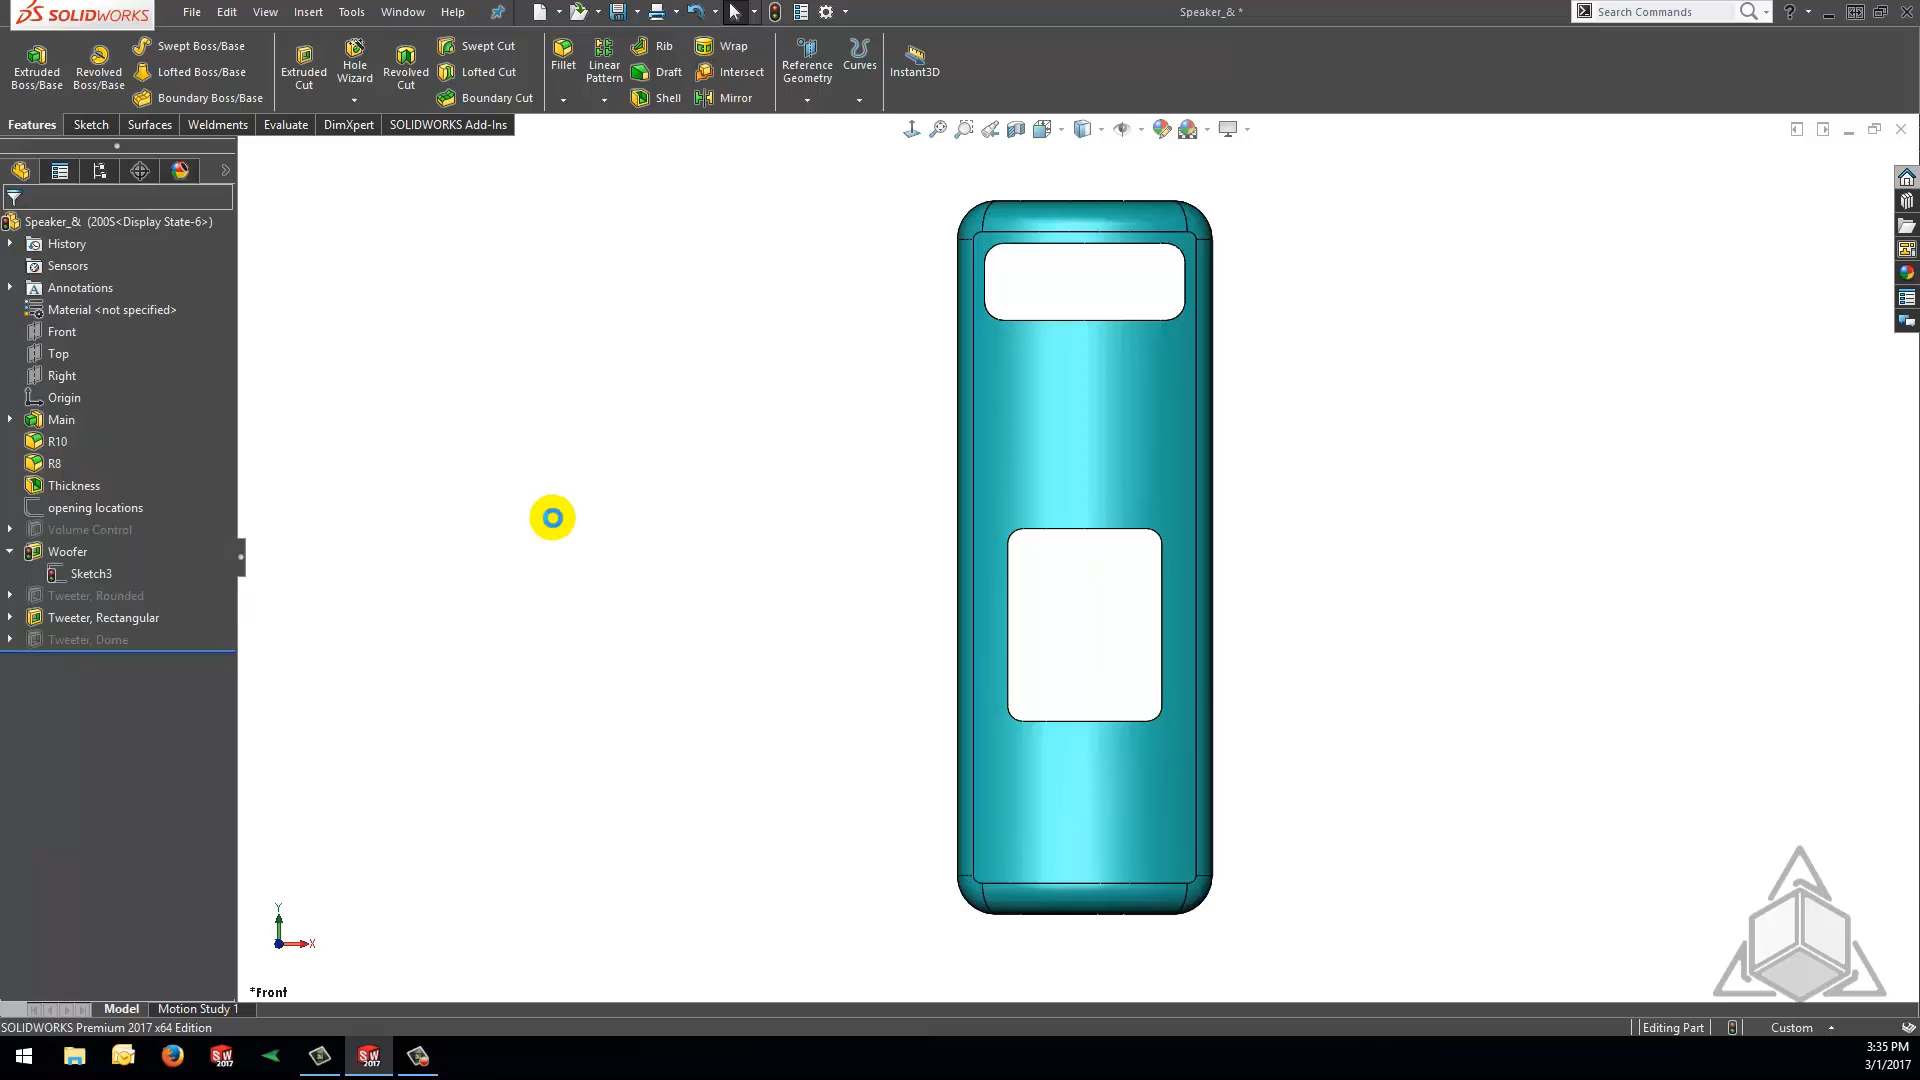 SOLIDWORKS File Edit View Insert Tools Window Help Speaker_& * Search Commands
Swept Boss/Base Swept Cut Rib Wrap
Extruded Boss/Base Revolved Boss/Base Lofted Boss/Base Extruded Cut Hole Wizard Revolved Cut Lofted Cut Fillet Linear Pattern Draft Intersect Reference Geometry Curves Instant3D
Boundary Boss/Base Boundary Cut Shell Mirror
Features Sketch Surfaces Weldments Evaluate DimXpert SOLIDWORKS Add-Ins
Speaker_& (200S<Display State-6>)
History
Sensors
Annotations
Material <not specified>
Front
Top
Right
Origin
Main
R10
R8
Thickness
opening locations
Volume Control
Woofer
Sketch3
Tweeter, Rounded
Tweeter, Rectangular
Tweeter, Dome
Y
X
*Front
Model Motion Study 1
SOLIDWORKS Premium 2017 x64 Edition Editing Part Custom
SW 2017 SW 2017 3:35 PM
3/1/2017